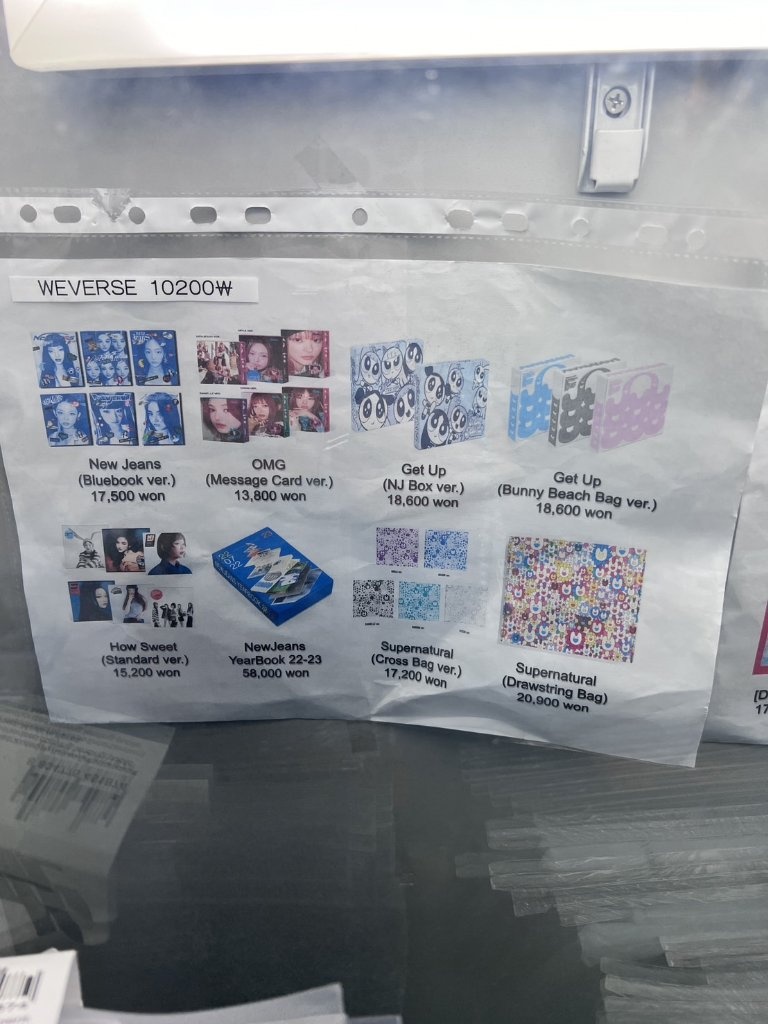 WEVERSE 10200₩
New Jeans
(Bluebook ver.)
17,500 won
OMG
(Message Card ver.)
13,800 won
Get Up
(NJ Box ver.)
18,600 won
Get Up
(Bunny Beach Bag ver.)
18,600 won
How Sweet
(Standard ver.)
15,200 won
NewJeans
YearBook 22-23
58,000 won
Supernatural
(Cross Bag ver.)
17,200 won
Supernatural
(Drawstring Bag)
20,900 won
[D
17